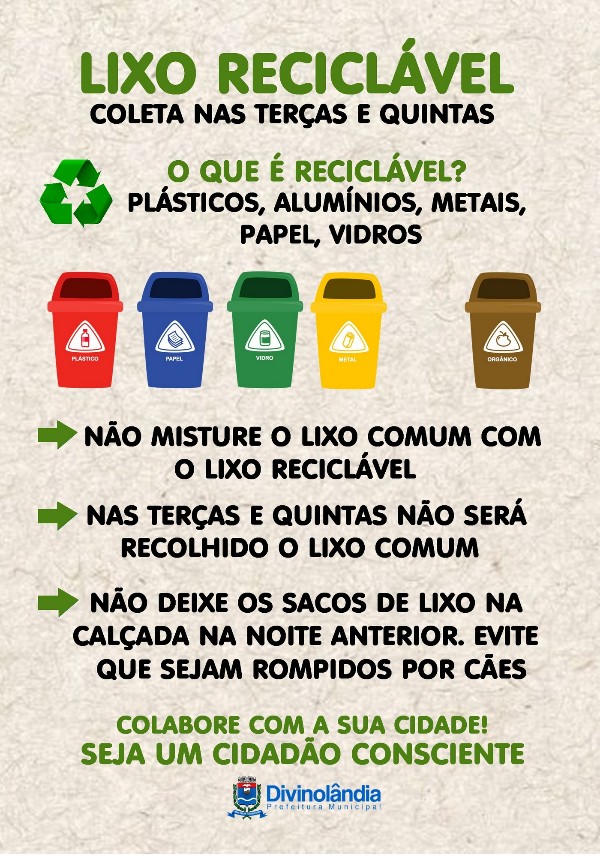 LIXO RECICLÁVEL
COLETA NAS TERÇAS E QUINTAS
O QUE É RECICLÁVEL?
PLÁSTICOS, ALUMÍNIOS, METAIS,
PAPEL, VIDROS
PLÁSTICO
PAPEL
VIDRO
METAL
ORGÂNICO
NÃO MISTURE O LIXO COMUM COM
O LIXO RECICLÁVEL
NAS TERÇAS E QUINTAS NÃO SERÁ
RECOLHIDO O LIXO COMUM
NÃO DEIXE OS SACOS DE LIXO NA
CALÇADA NA NOITE ANTERIOR. EVITE
QUE SEJAM ROMPIDOS POR CÃES
COLABORE COM A SUA CIDADE!
SEJA UM CIDADÃO CONSCIENTE
Divinolândia
Prefeitura Municipal